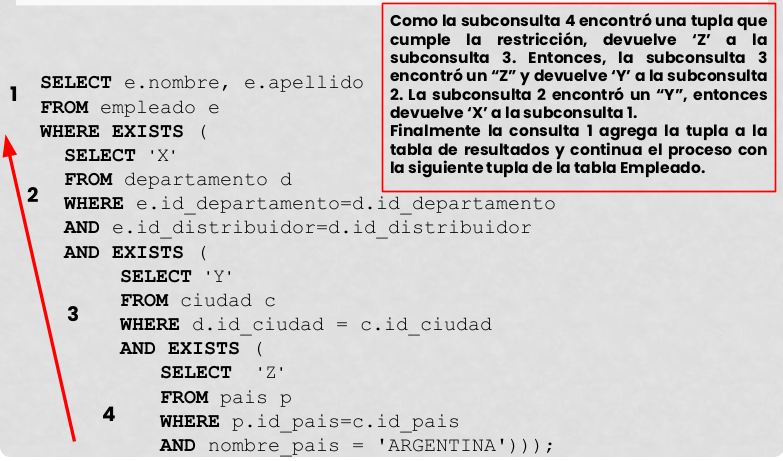 Como la subconsulta 4 encontró una tupla que
cumple la restricción, devuelve ‘Z’ a la
subconsulta 3. Entonces, la subconsulta 3
encontró un “Z” y devuelve ‘Y’ a la subconsulta
2. La subconsulta 2 encontró un “Y”, entonces
devuelve ‘X’ a la subconsulta 1.
Finalmente la consulta 1 agrega la tupla a la
tabla de resultados y continua el proceso con
la siguiente tupla de la tabla Empleado.
1
SELECT e.nombre, e.apellido
FROM empleado e
WHERE EXISTS (
SELECT 'X'
FROM departamento d
2
WHERE e.id_departamento=d.id_departamento
AND e.id_distribuidor=d.id_distribuidor
AND EXISTS (
SELECT 'Y'
FROM ciudad c
3
WHERE d.id_ciudad = c.id_ciudad
AND EXISTS (
SELECT 'Z'
FROM pais p
4
WHERE p.id_pais=c.id_pais
AND nombre_pais = 'ARGENTINA')));